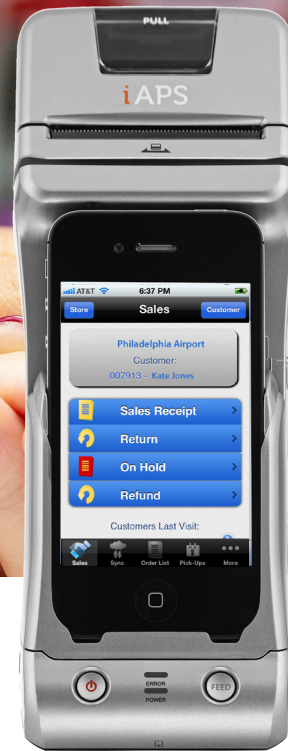 PULL
iAPS
AT&T 6:37 PM
Store Sales Customer
Philadelphia Airport
Customer:
007913 – Kate Jones
Sales Receipt
Return
On Hold
Refund
Customers Last Visit:
Sales Sync Order List Pick-Ups More
ERROR
POWER
FEED